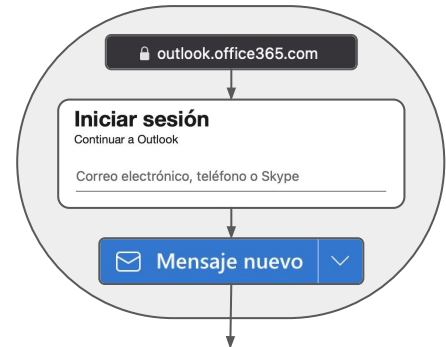 outlook.office365.com
Iniciar sesión
Continuar a Outlook
Correo electrónico, teléfono o Skype
Mensaje nuevo